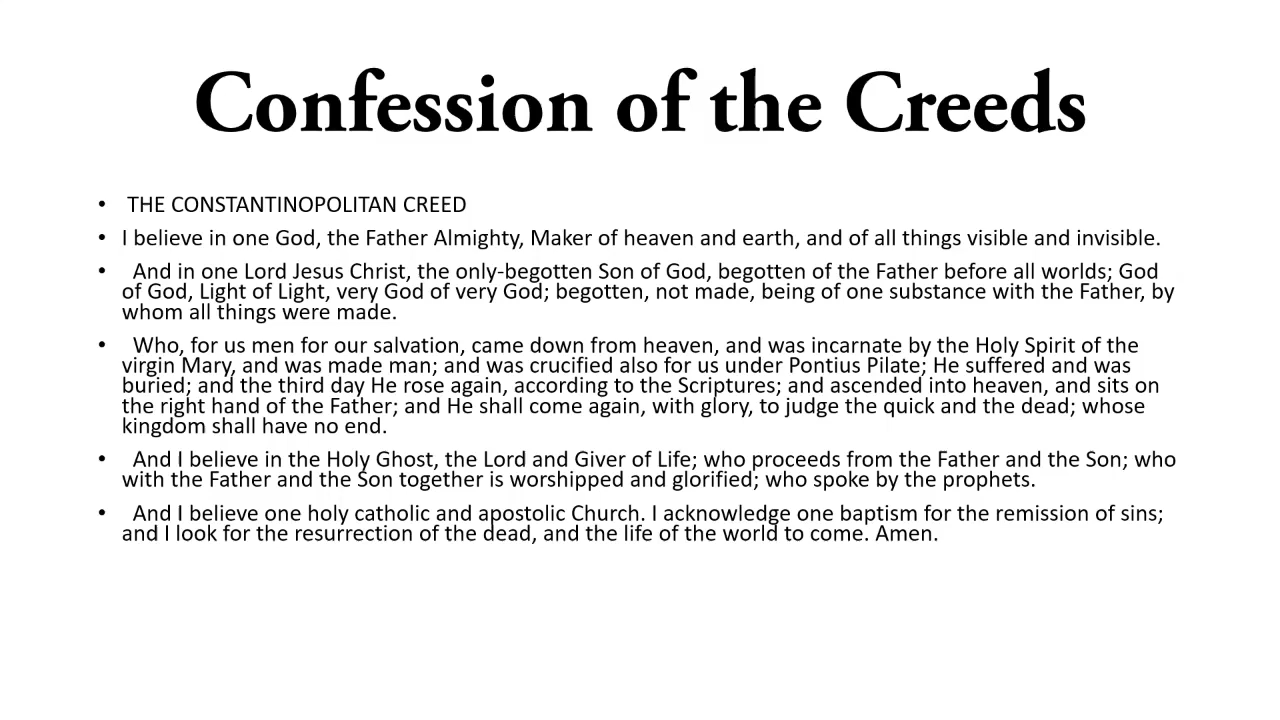 Confession of the Creeds
• THE CONSTANTINOPOLITAN CREED
• I believe in one God, the Father Almighty, Maker of heaven and earth, and of all things visible and invisible.
• And in one Lord Jesus Christ, the only-begotten Son of God, begotten of the Father before all worlds; God
of God, Light of Light, very God of very God; begotten, not made, being of one substance with the Father, by
whom all things were made.
• Who, for us men for our salvation, came down from heaven, and was incarnate by the Holy Spirit of the
virgin Mary, and was made man; and was crucified also for us under Pontius Pilate; He suffered and was
buried; and the third day He rose again, according to the Scriptures; and ascended into heaven, and sits on
the right hand of the Father; and He shall come again, with glory, to judge the quick and the dead; whose
kingdom shall have no end.
• And I believe in the Holy Ghost, the Lord and Giver of Life; who proceeds from the Father and the Son; who
with the Father and the Son together is worshipped and glorified; who spoke by the prophets.
• And I believe one holy catholic and apostolic Church. I acknowledge one baptism for the remission of sins;
and I look for the resurrection of the dead, and the life of the world to come. Amen.